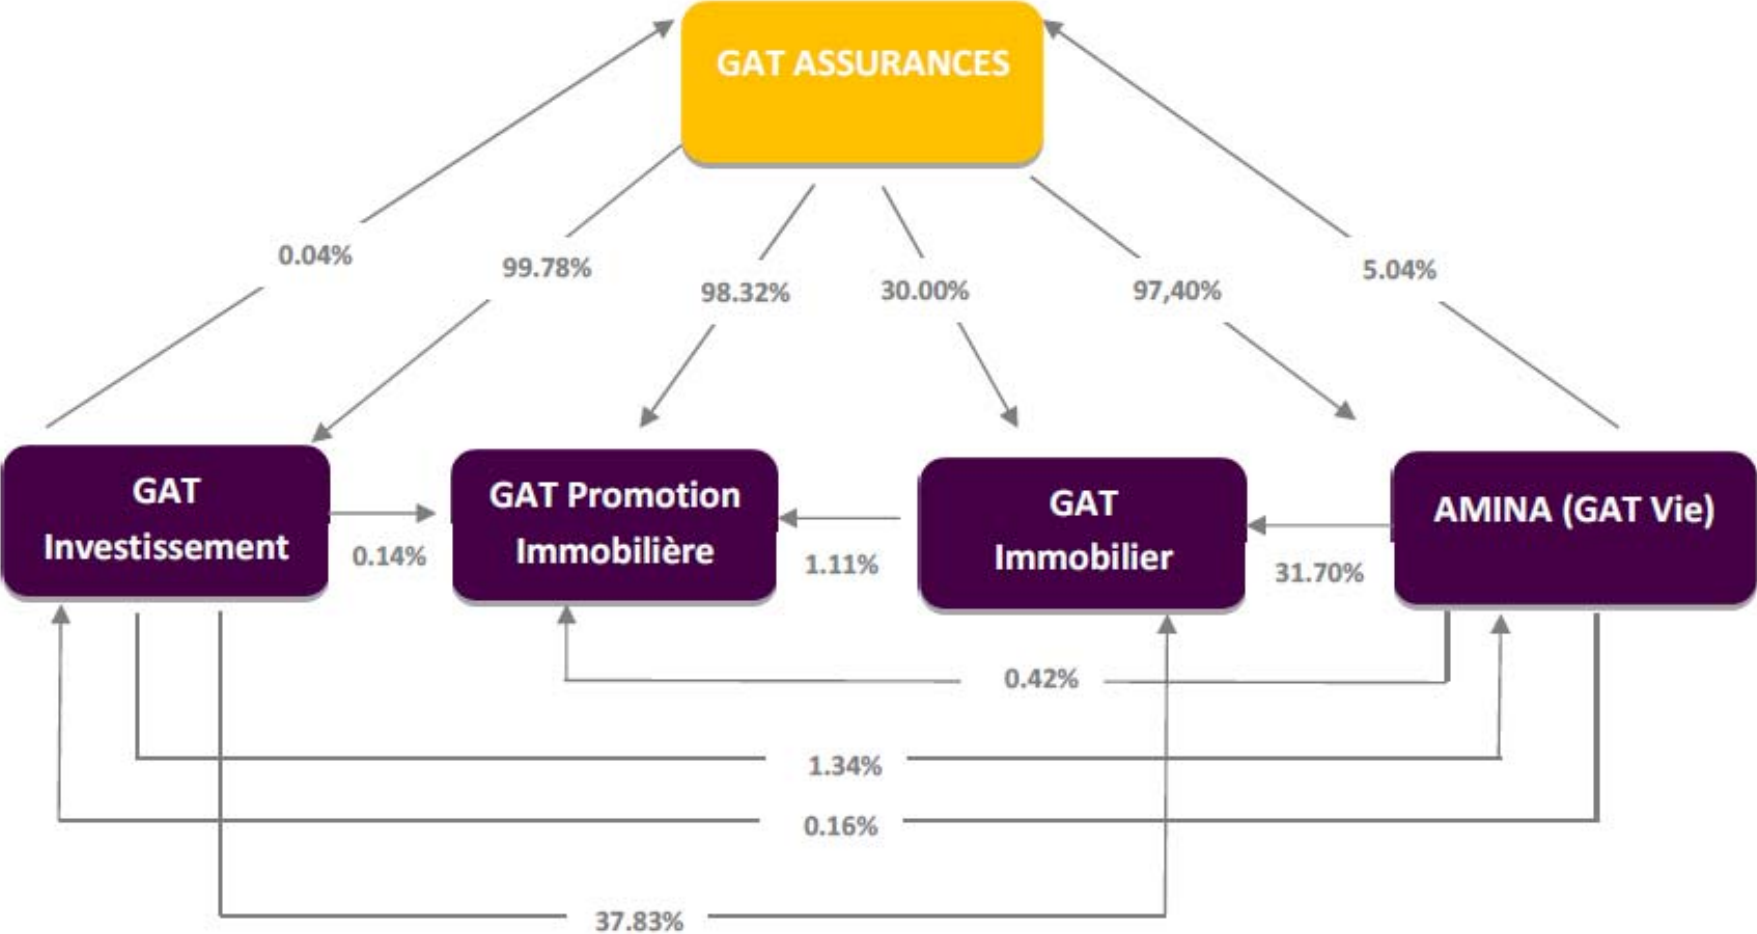 GAT ASSURANCES
0.04%
99.78%
98.32%
30.00%
97,40%
5.04%
GAT
Investissement
GAT Promotion
Immobilière
GAT
Immobilier
AMINA (GAT Vie)
0.14%
1.11%
31.70%
0.42%
1.34%
0.16%
37.83%